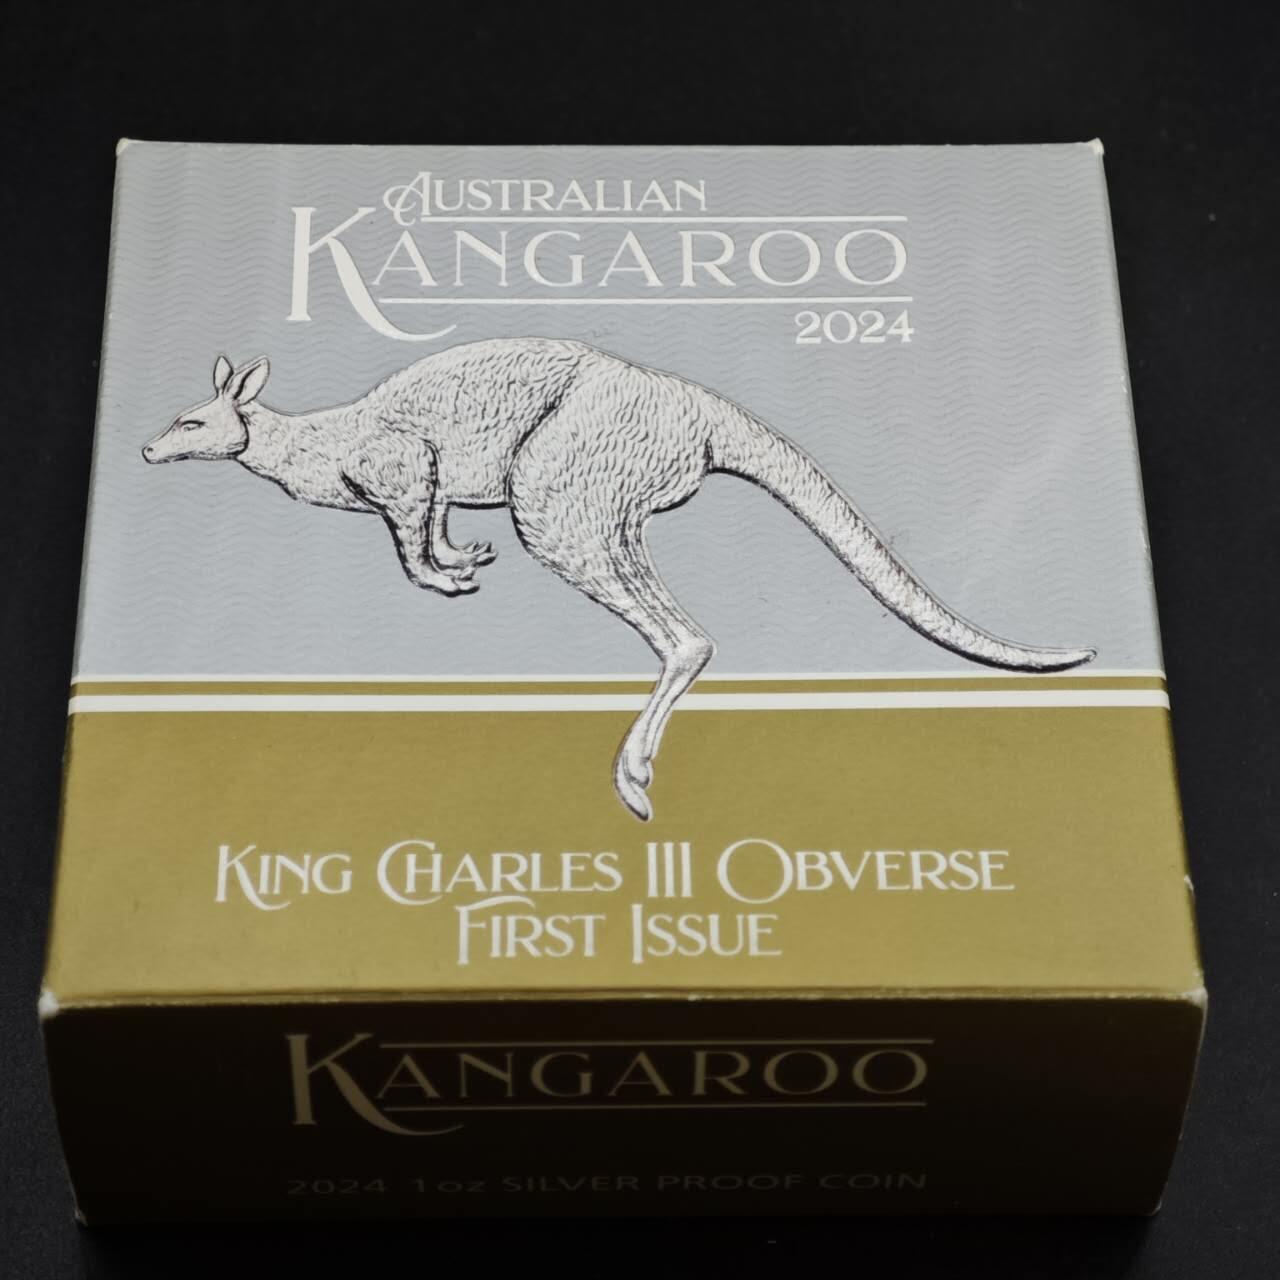 AUSTRALIAN
KANGAROO
2024
KING CHARLES III OBVERSE
FIRST ISSUE
KANGAROO
2024 1oz SILVER PROOF COIN